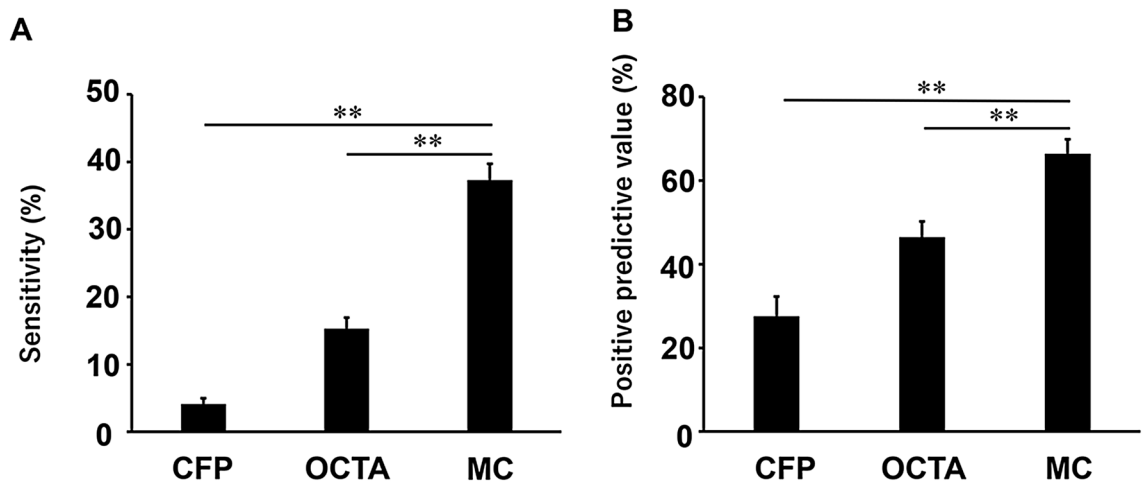 A
Sensitivity (%)
50
40
30
20
10
0
**
**
CFP OCTA MC
B
Positive predictive value (%)
80
60
40
20
0
**
**
CFP OCTA MC